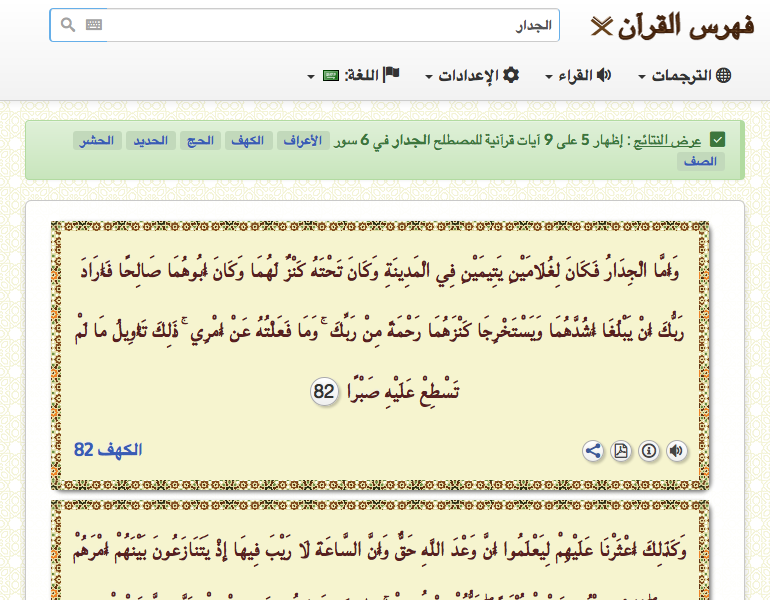 فهرس القرآن
الجدار
الترجمات القراء الإعدادات اللغة:
عرض النتائج : إظهار 5 على 9 آيات قرآنية للمصطلح الجدار في 6 سور الأعراف الكهف الحج الحديد الحشر
الصف
وَأَمَّا الْجِدَارُ فَكَانَ لِغُلَامَيْنِ يَتِيمَيْنِ فِي الْمَدِينَةِ وَكَانَ تَحْتَهُ كَنْزٌ لَهُمَا وَكَانَ أَبُوهُمَا صَالِحًا فَأَرَادَ
رَبُّكَ أَنْ يَبْلُغَا أَشُدَّهُمَا وَيَسْتَخْرِجَا كَنْزَهُمَا رَحْمَةً مِنْ رَبِّكَ ۚ وَمَا فَعَلْتُهُ عَنْ أَمْرِي ۚ ذَٰلِكَ تَأْوِيلُ مَا لَمْ
تَسْطِعْ عَلَيْهِ صَبْرًا 82
الكهف 82
وَكَذَٰلِكَ أَعْثَرْنَا عَلَيْهِمْ لِيَعْلَمُوا أَنَّ وَعْدَ اللَّهِ حَقٌّ وَأَنَّ السَّاعَةَ لَا رَيْبَ فِيهَا إِذْ يَتَنَازَعُونَ بَيْنَهُمْ أَمْرَهُمْ